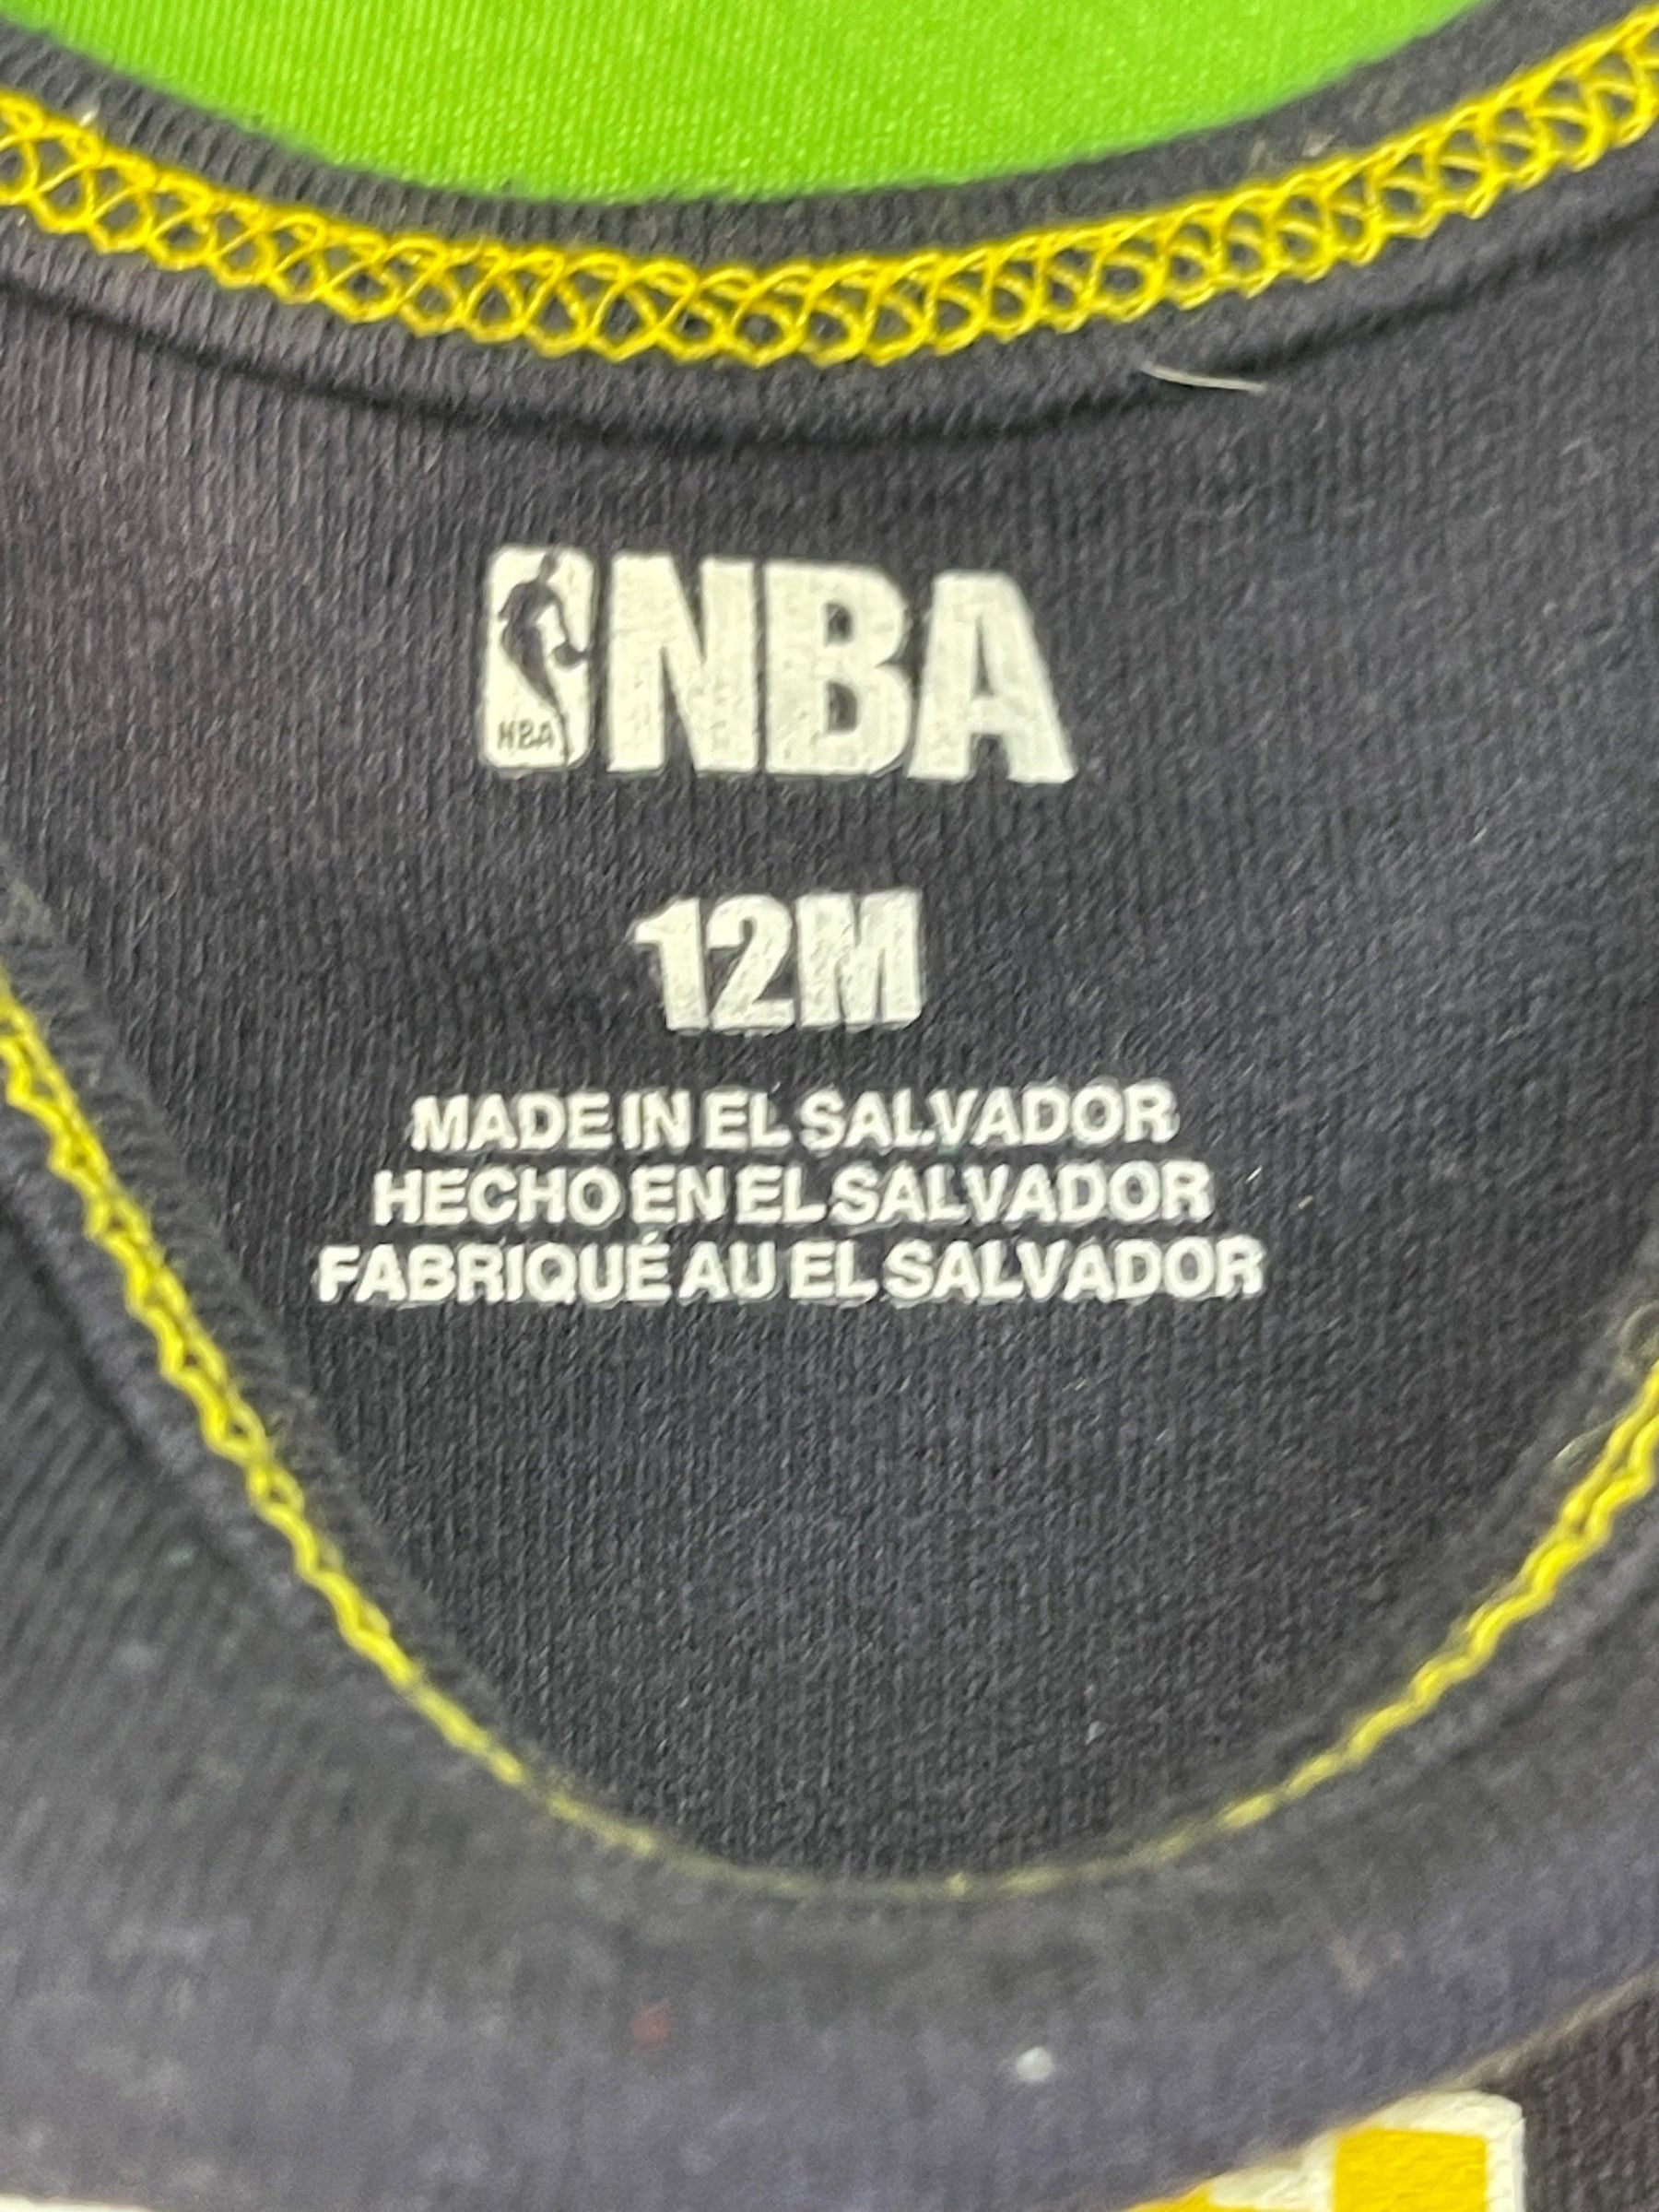 NBA NBA
12M
MADE IN EL SALVADOR
HECHO EN EL SALVADOR
FABRIQUÉ AU EL SALVADOR